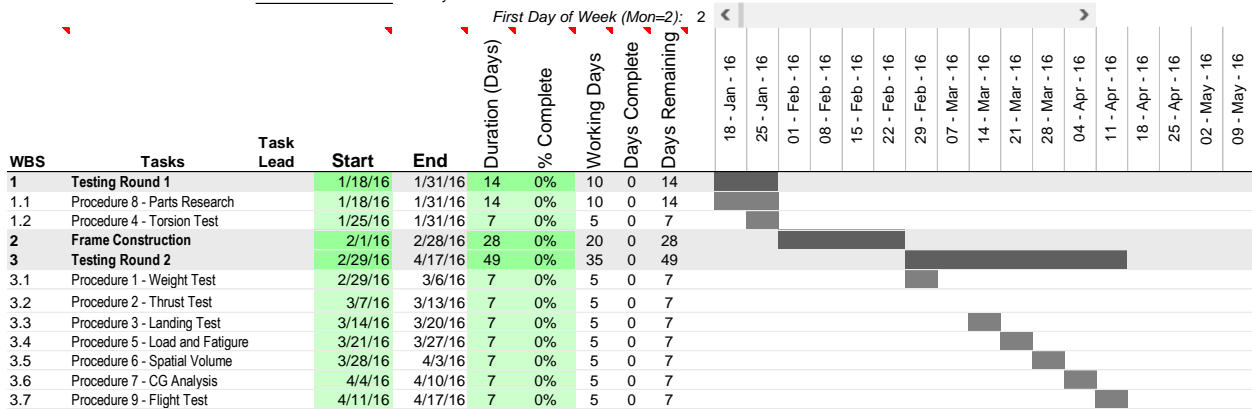 First Day of Week (Mon=2): 2
WBS Tasks Task Lead Start End Duration (Days) % Complete Working Days Days Complete Days Remaining 18 - Jan - 16 25 - Jan - 16 01 - Feb - 16 08 - Feb - 16 15 - Feb - 16 22 - Feb - 16 29 - Feb - 16 07 - Mar - 16 14 - Mar - 16 21 - Mar - 16 28 - Mar - 16 04 - Apr - 16 11 - Apr - 16 18 - Apr - 16 25 - Apr - 16 02 - May - 16 09 - May - 16
1 Testing Round 1 1/18/16 1/31/16 14 0% 10 0 14
1.1 Procedure 8 - Parts Research 1/18/16 1/31/16 14 0% 10 0 14
1.2 Procedure 4 - Torsion Test 1/25/16 1/31/16 7 0% 5 0 7
2 Frame Construction 2/1/16 2/28/16 28 0% 20 0 28
3 Testing Round 2 2/29/16 4/17/16 49 0% 35 0 49
3.1 Procedure 1 - Weight Test 2/29/16 3/6/16 7 0% 5 0 7
3.2 Procedure 2 - Thrust Test 3/7/16 3/13/16 7 0% 5 0 7
3.3 Procedure 3 - Landing Test 3/14/16 3/20/16 7 0% 5 0 7
3.4 Procedure 5 - Load and Fatigure 3/21/16 3/27/16 7 0% 5 0 7
3.5 Procedure 6 - Spatial Volume 3/28/16 4/3/16 7 0% 5 0 7
3.6 Procedure 7 - CG Analysis 4/4/16 4/10/16 7 0% 5 0 7
3.7 Procedure 9 - Flight Test 4/11/16 4/17/16 7 0% 5 0 7